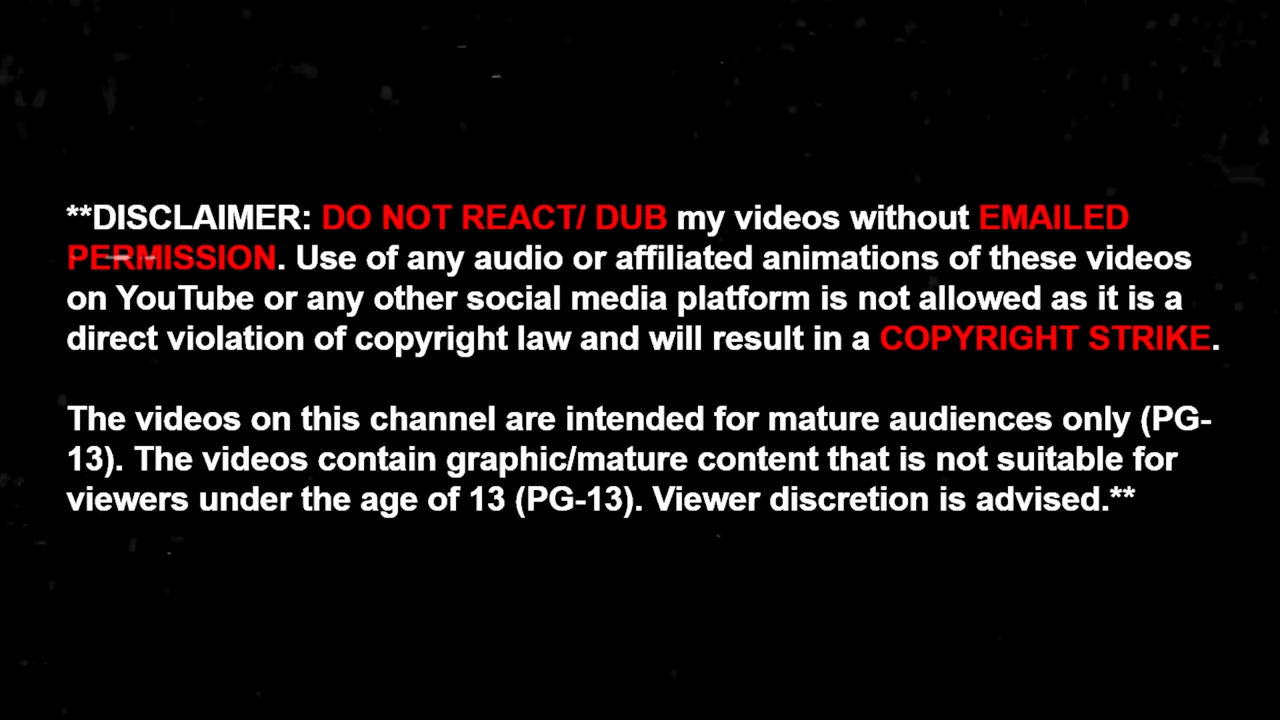 **DISCLAIMER: DO NOT REACT/ DUB my videos without EMAILED
PERMISSION. Use of any audio or affiliated animations of these videos
on YouTube or any other social media platform is not allowed as it is a
direct violation of copyright law and will result in a COPYRIGHT STRIKE.
The videos on this channel are intended for mature audiences only (PG-
13). The videos contain graphic/mature content that is not suitable for
viewers under the age of 13 (PG-13). Viewer discretion is advised.**